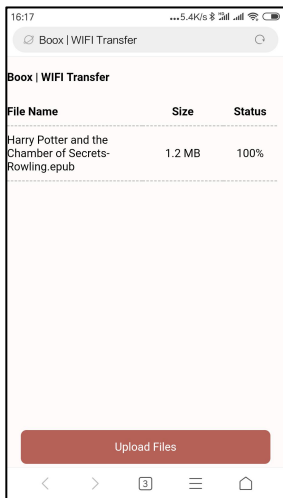 16:17 ...5.4K/s
Boox | WIFI Transfer
Boox | WIFI Transfer
File Name Size Status
Harry Potter and the
Chamber of Secrets- 1.2 MB 100%
Rowling.epub
Upload Files
3